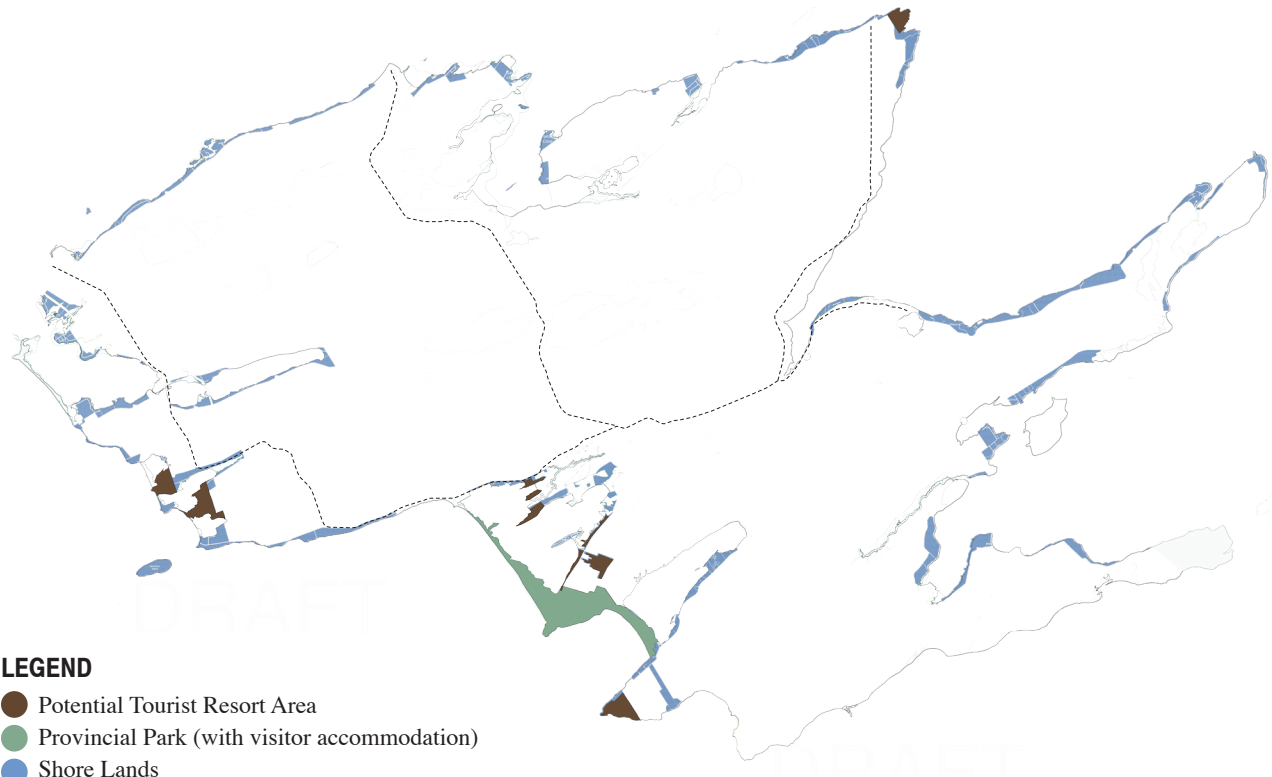 DRAFT
LEGEND
Potential Tourist Resort Area
Provincial Park (with visitor accommodation)
Shore Lands
DRAFT